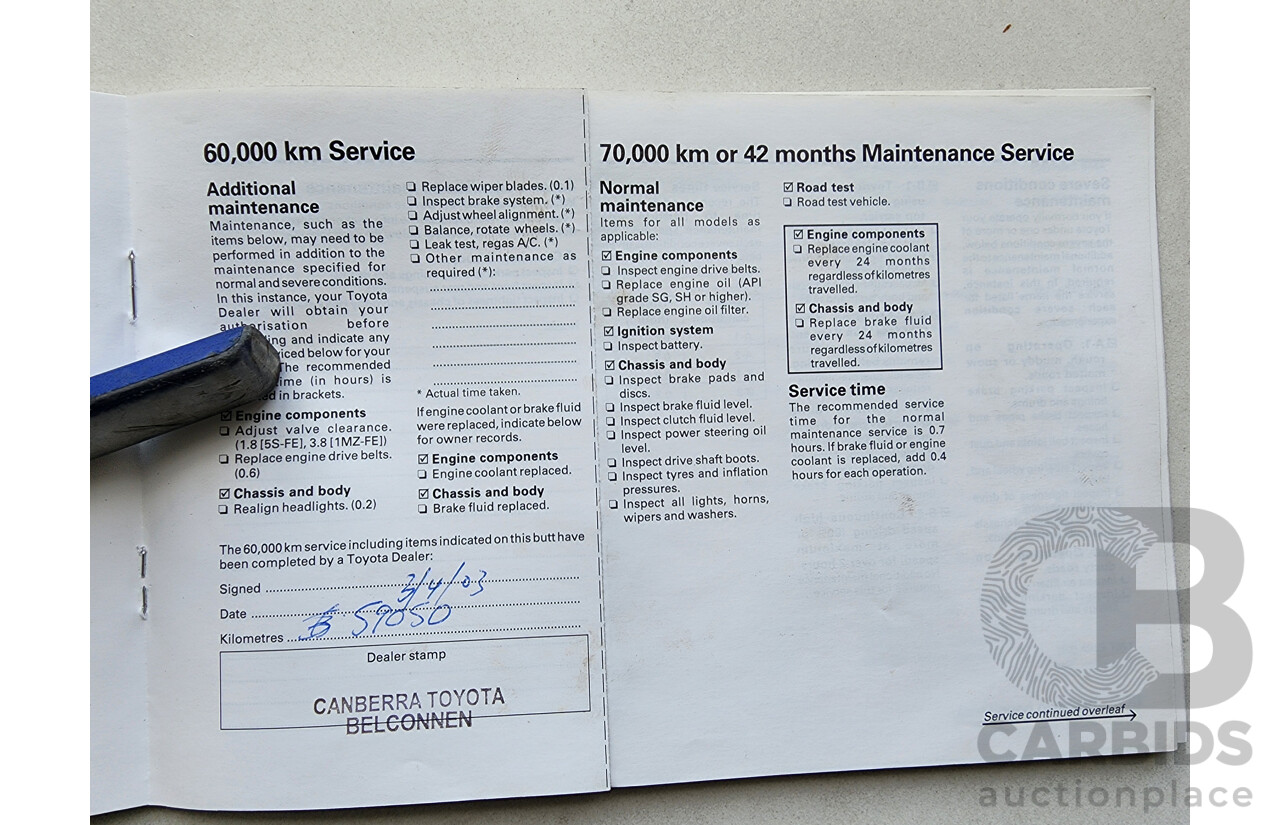 60,000 km Service
Additional
maintenance
Maintenance, such as the
items below, may need to be
performed in addition to the
maintenance specified for
normal and severe conditions.
In this instance, your Toyota
Dealer will obtain your
before
and indicate any
below for your
recommended
(in hours) is
in brackets.
☑ Engine components
❏ Adjust valve clearance.
(1.8 [5S-FE], 3.8 [1MZ-FE])
❏ Replace engine drive belts.
(0.6)
☑ Chassis and body
❏ Realign headlights. (0.2)
❏ Replace wiper blades. (0.1)
❏ Inspect brake system. (*)
❏ Adjust wheel alignment. (*)
❏ Balance, rotate wheels. (*)
❏ Leak test, regas A/C. (*)
❏ Other maintenance as
required (*):
* Actual time taken.
If engine coolant or brake fluid
were replaced, indicate below
for owner records.
☑ Engine components
❏ Engine coolant replaced.
☑ Chassis and body
❏ Brake fluid replaced.
The 60,000 km service including items indicated on this butt have
been completed by a Toyota Dealer:
Signed
Date 3/4/03
Kilometres 59050
Dealer stamp
CANBERRA TOYOTA
BELCONNEN
70,000 km or 42 months Maintenance Service
Normal
maintenance
Items for all models as
applicable:
☑ Engine components
❏ Inspect engine drive belts.
❏ Replace engine oil (API
grade SG, SH or higher).
❏ Replace engine oil filter.
☑ Ignition system
❏ Inspect battery.
☑ Chassis and body
❏ Inspect brake pads and
discs.
❏ Inspect brake fluid level.
❏ Inspect clutch fluid level.
❏ Inspect power steering oil
level.
❏ Inspect drive shaft boots.
❏ Inspect tyres and inflation
pressures.
❏ Inspect all lights, horns,
wipers and washers.
☑ Road test
❏ Road test vehicle.
☑ Engine components
❏ Replace engine coolant
every 24 months
regardless of kilometres
travelled.
☑ Chassis and body
❏ Replace brake fluid
every 24 months
regardless of kilometres
travelled.
Service time
The recommended service
time for the normal
maintenance service is 0.7
hours. If brake fluid or engine
coolant is replaced, add 0.4
hours for each operation.
Service continued overleaf
CARBIDS
auctionplace